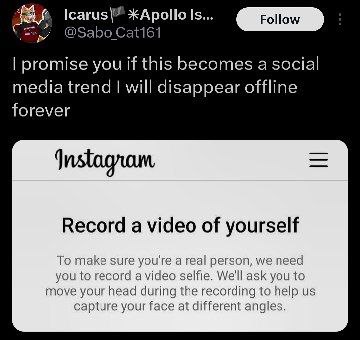 Icarus🏴✳Apollo Is...
@Sabo_Cat161
Follow
I promise you if this becomes a social
media trend I will disappear offline
forever
Instagram
Record a video of yourself
To make sure you're a real person, we need
you to record a video selfie. We'll ask you to
move your head during the recording to help us
capture your face at different angles.